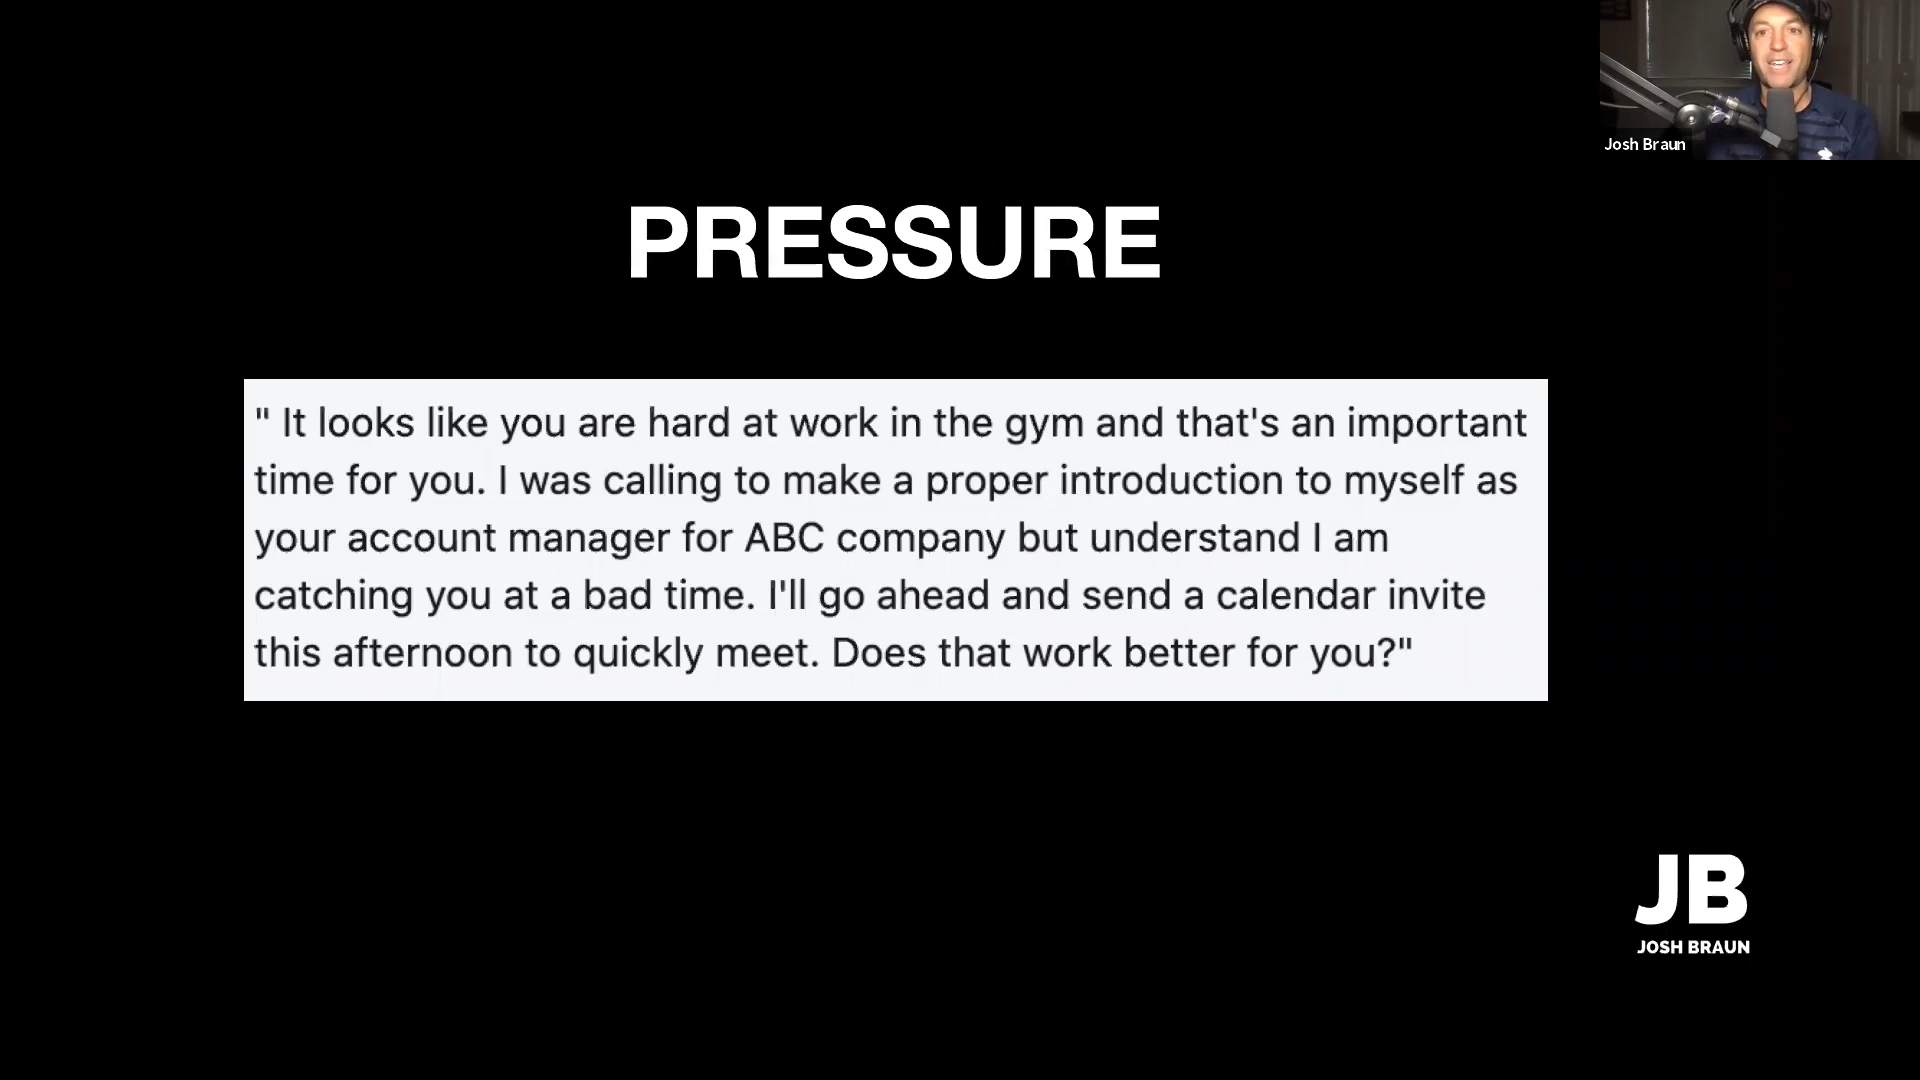 Josh Braun
PRESSURE
" It looks like you are hard at work in the gym and that's an important
time for you. I was calling to make a proper introduction to myself as
your account manager for ABC company but understand I am
catching you at a bad time. I'll go ahead and send a calendar invite
this afternoon to quickly meet. Does that work better for you?"
JB
JOSH BRAUN